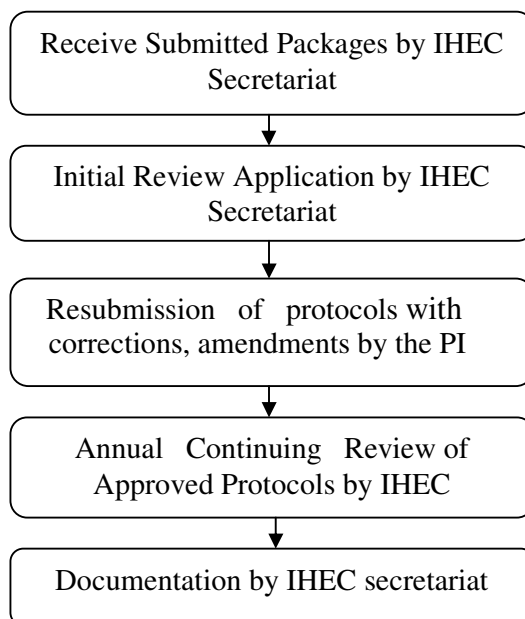 Receive Submitted Packages by IHEC
Secretariat
Initial Review Application by IHEC
Secretariat
Resubmission of protocols with
corrections, amendments by the PI
Annual Continuing Review of
Approved Protocols by IHEC
Documentation by IHEC secretariat